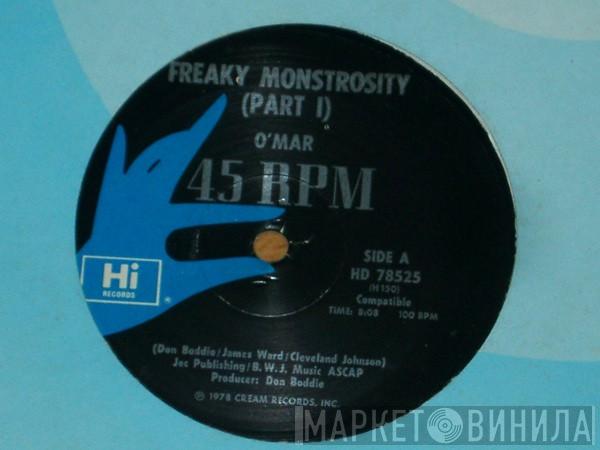 FREAKY MONSTROSITY
(PART I)
O'MAR
45 RPM
Hi
RECORDS
®
SIDE A
HD 78525
(H150)
Compatible
TIME: 8:08 100 BPM
(Don Boddie/James Ward/Cleveland Johnson)
Jec Publishing/B.W.J. Music ASCAP
Producer: Don Boddie
℗ 1978 CREAM RECORDS, INC.
МАРКЕТ ВИНИЛА